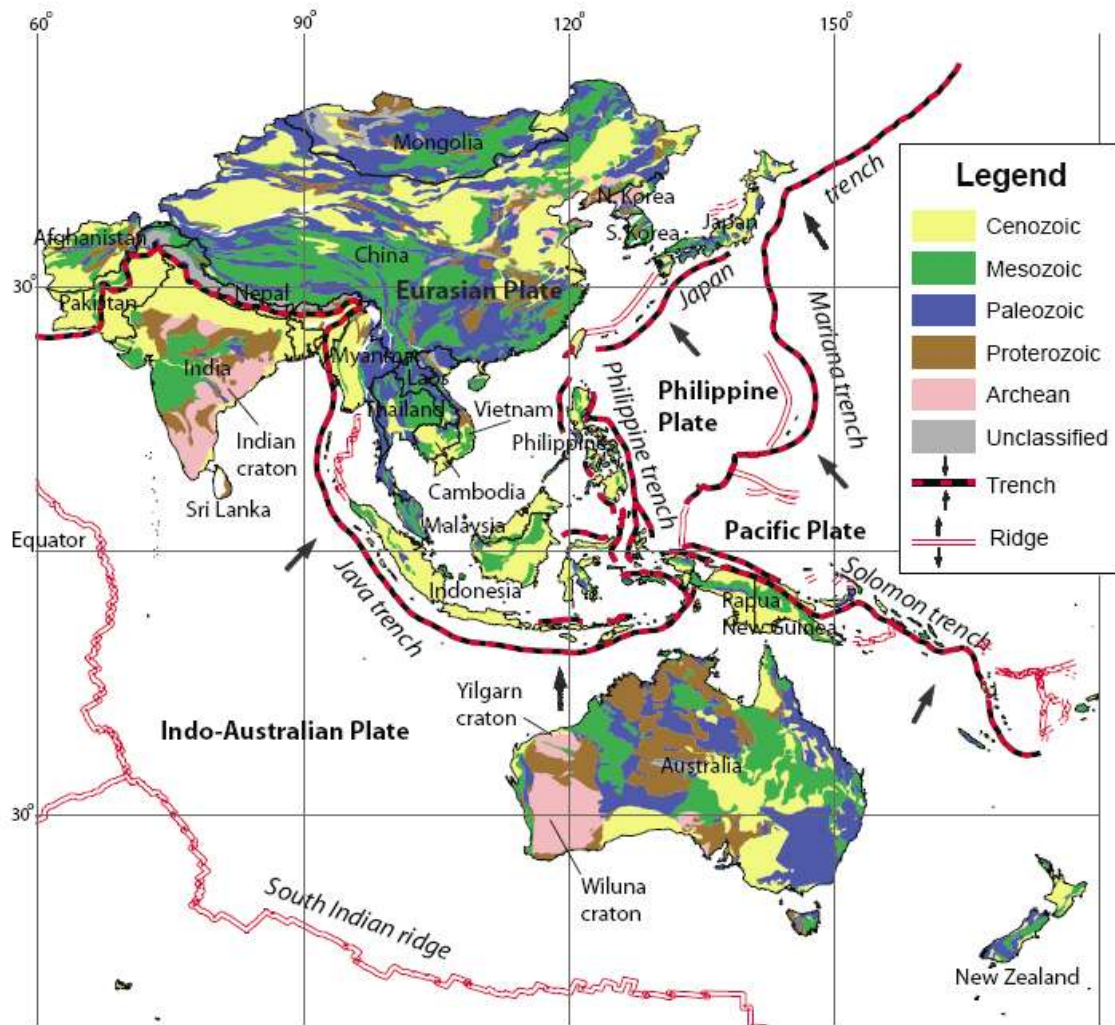 60°
90°
120°
150°
Mongolia
N. Korea
S. Korea
Japan
trench
Afghanistan
China
Eurasian Plate
Pakistan
Nepal
Japan
Mariana trench
India
Myanmar
Laos
Thailand
Vietnam
Philippine
Plate
Philippine trench
Philippines
Indian
craton
Cambodia
Sri Lanka
Malaysia
Pacific Plate
Equator
Indonesia
Java trench
Papua
New Guinea
Solomon trench
Yilgarn
craton
Indo-Australian Plate
Australia
30°
30°
Wiluna
craton
South Indian ridge
New Zealand
Legend
Cenozoic
Mesozoic
Paleozoic
Proterozoic
Archean
Unclassified
Trench
Ridge